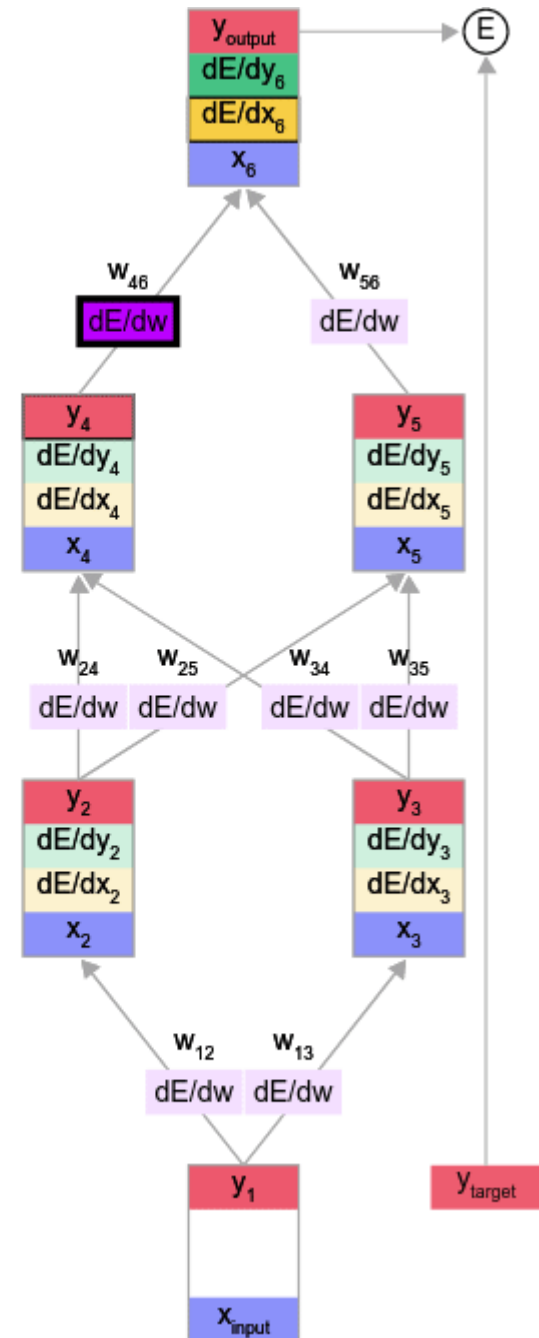 y_output E
dE/dy_6
dE/dx_6
x_6
w_46 w_56
dE/dw dE/dw
y_4 y_5
dE/dy_4 dE/dy_5
dE/dx_4 dE/dx_5
x_4 x_5
w_24 w_25 w_34 w_35
dE/dw dE/dw dE/dw dE/dw
y_2 y_3
dE/dy_2 dE/dy_3
dE/dx_2 dE/dx_3
x_2 x_3
w_12 w_13
dE/dw dE/dw
y_1 y_target
x_input